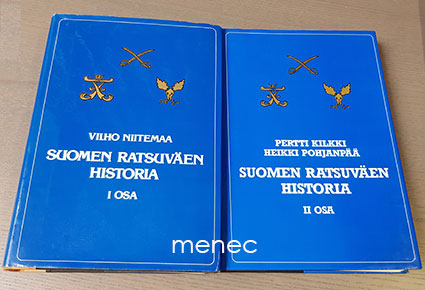 VILHO NIITEMAA
SUOMEN RATSUVÄEN
HISTORIA
I OSA
PERTTI KILKKI
HEIKKI POHJANPÄÄ
SUOMEN RATSUVÄEN
HISTORIA
II OSA
menec